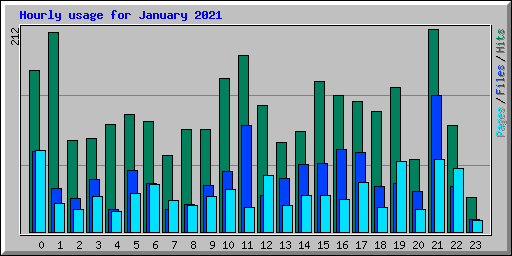 Hourly usage for January 2021
212
Pages/Files/Hits
0 1 2 3 4 5 6 7 8 9 10 11 12 13 14 15 16 17 18 19 20 21 22 23